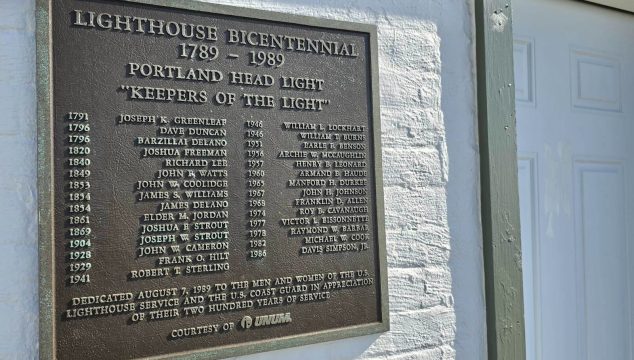 LIGHTHOUSE BICENTENNIAL
1789 – 1989
PORTLAND HEAD LIGHT
"KEEPERS OF THE LIGHT"
1791 JOSEPH K. GREENLEAF
1796 DAVE DUNCAN
1796 BARZILLAI DELANO
1820 JOSHUA FREEMAN
1840 RICHARD LEE
1849 JOHN F. WATTS
1853 JOHN W. COOLIDGE
1854 JAMES S. WILLIAMS
1854 JAMES DELANO
1861 ELDER M. JORDAN
1869 JOSHUA F. STROUT
1904 JOSEPH W. STROUT
1928 JOHN W. CAMERON
1929 FRANK O. HILT
1941 ROBERT T. STERLING
1946 WILLIAM L. LOCKHART
1946 WILLIAM T. BURNS
1951 EARLE E. BENSON
1956 ARCHIE W. MCLAUGHLIN
1957 HENRY B. LEONARD
1960 ARMAND B. HAUDE
1963 MANFORD H. DURKEE
1967 JOHN H. JOHNSON
1968 FRANKLIN D. ALLEN
1974 ROY B. CAVANAUGH
1977 VICTOR L. BISSONNETTE
1978 RAYMOND W. BARBAR
1982 MICHAEL W. COOK
1986 DAVIS SIMPSON, JR.
DEDICATED AUGUST 7, 1989 TO THE MEN AND WOMEN OF THE U.S.
LIGHTHOUSE SERVICE AND THE U.S. COAST GUARD IN APPRECIATION
OF THEIR TWO HUNDRED YEARS OF SERVICE
COURTESY OF UNUM.